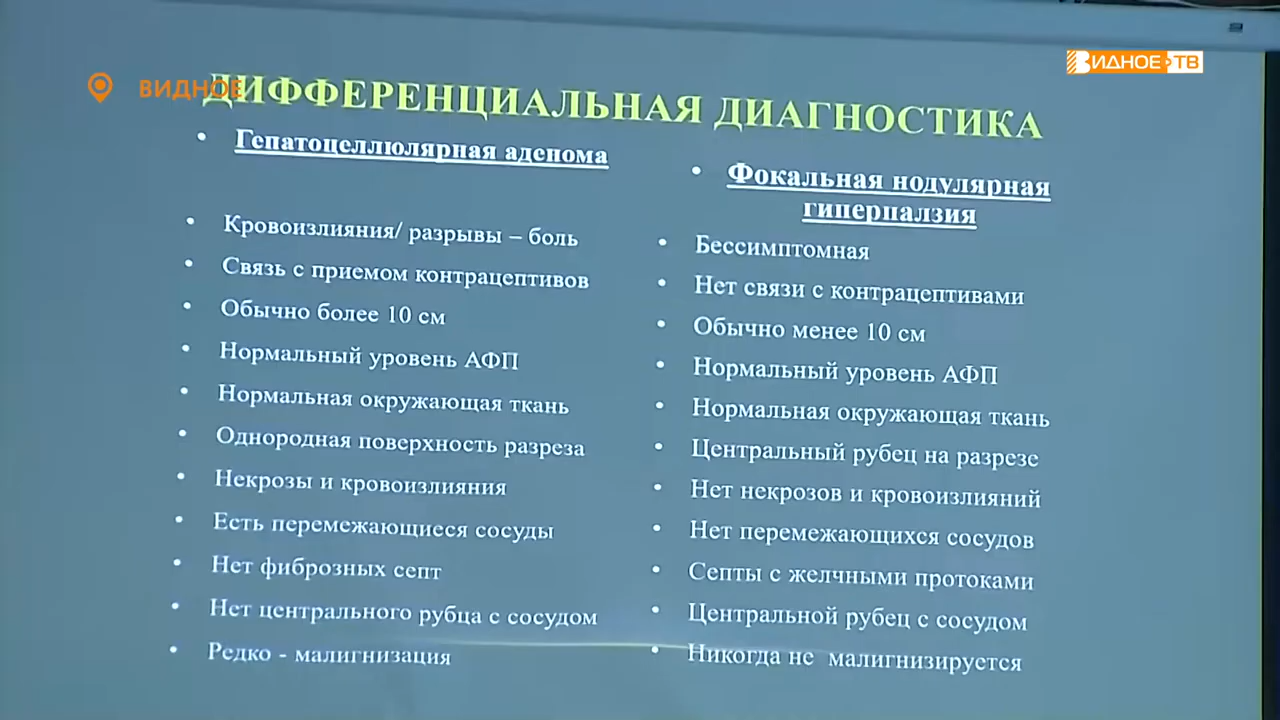 ВИДНОЕ
ВИДНОЕ ТВ
ДИФФЕРЕНЦИАЛЬНАЯ ДИАГНОСТИКА
• Гепатоцеллюлярная аденома
• Кровоизлияния/ разрывы – боль
• Связь с приемом контрацептивов
• Обычно более 10 см
• Нормальный уровень АФП
• Нормальная окружающая ткань
• Однородная поверхность разреза
• Некрозы и кровоизлияния
• Есть перемежающиеся сосуды
• Нет фиброзных септ
• Нет центрального рубца с сосудом
• Редко - малигнизация
• Фокальная нодулярная
гиперпалзия
• Бессимптомная
• Нет связи с контрацептивами
• Обычно менее 10 см
• Нормальный уровень АФП
• Нормальная окружающая ткань
• Центральный рубец на разрезе
• Нет некрозов и кровоизлияний
• Нет перемежающихся сосудов
• Септы с желчными протоками
• Центральной рубец с сосудом
• Никогда не малигнизируется